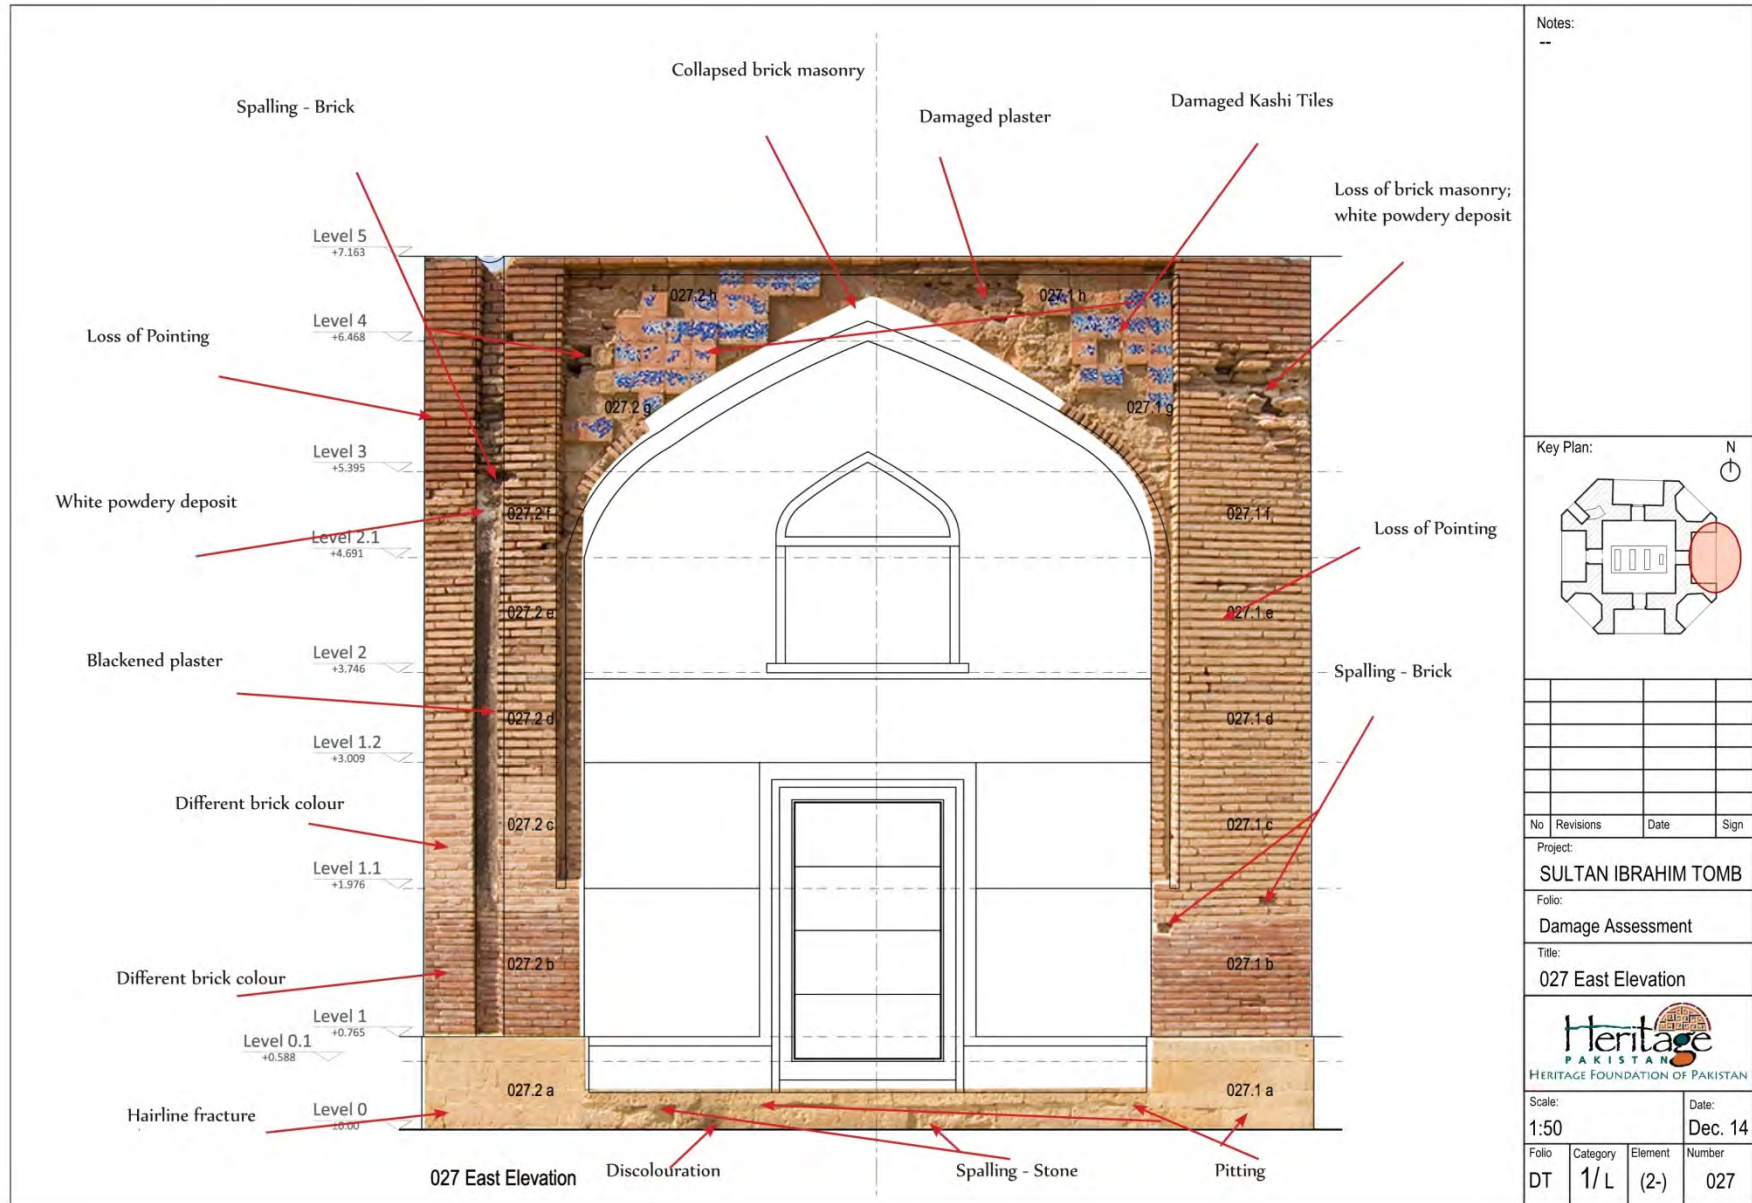 Collapsed brick masonry
Spalling - Brick
Damaged plaster
Damaged Kashi Tiles
Loss of brick masonry;
white powdery deposit
Level 5
+7.163
Level 4
+6.468
Loss of Pointing
Level 3
+5.395
White powdery deposit
Level 2.1
+4.691
Loss of Pointing
Blackened plaster
Level 2
+3.746
Spalling - Brick
Level 1.2
+3.009
Different brick colour
Level 1.1
+1.976
Different brick colour
Level 1
+0.765
Level 0.1
+0.588
Hairline fracture
Level 0
±0.00
027.2 h
027.1 h
027.2 g
027.1 g
027.2 f
027.1 f
027.2 e
027.1 e
027.2 d
027.1 d
027.2 c
027.1 c
027.2 b
027.1 b
027.2 a
027.1 a
027 East Elevation
Discolouration
Spalling - Stone
Pitting
Notes:
--
Key Plan:
N
No Revisions Date Sign
Project:
SULTAN IBRAHIM TOMB
Folio:
Damage Assessment
Title:
027 East Elevation
Heritage
PAKISTAN
HERITAGE FOUNDATION OF PAKISTAN
Scale:
1:50
Date:
Dec. 14
Folio Category Element Number
DT 1/ L (2-) 027